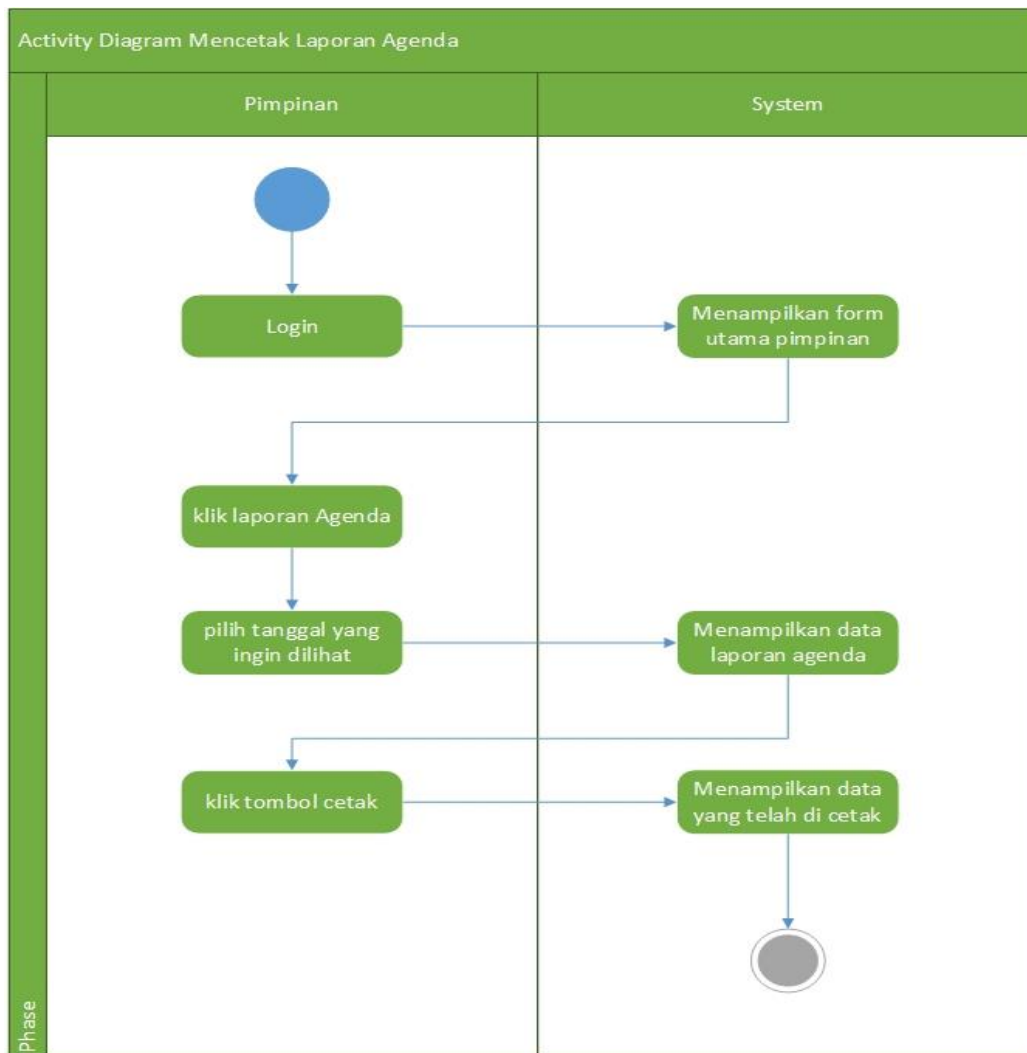 Activity Diagram Mencetak Laporan Agenda
Pimpinan
System
Login
Menampilkan form
utama pimpinan
klik laporan Agenda
pilih tanggal yang
ingin dilihat
Menampilkan data
laporan agenda
klik tombol cetak
Menampilkan data
yang telah di cetak
Phase